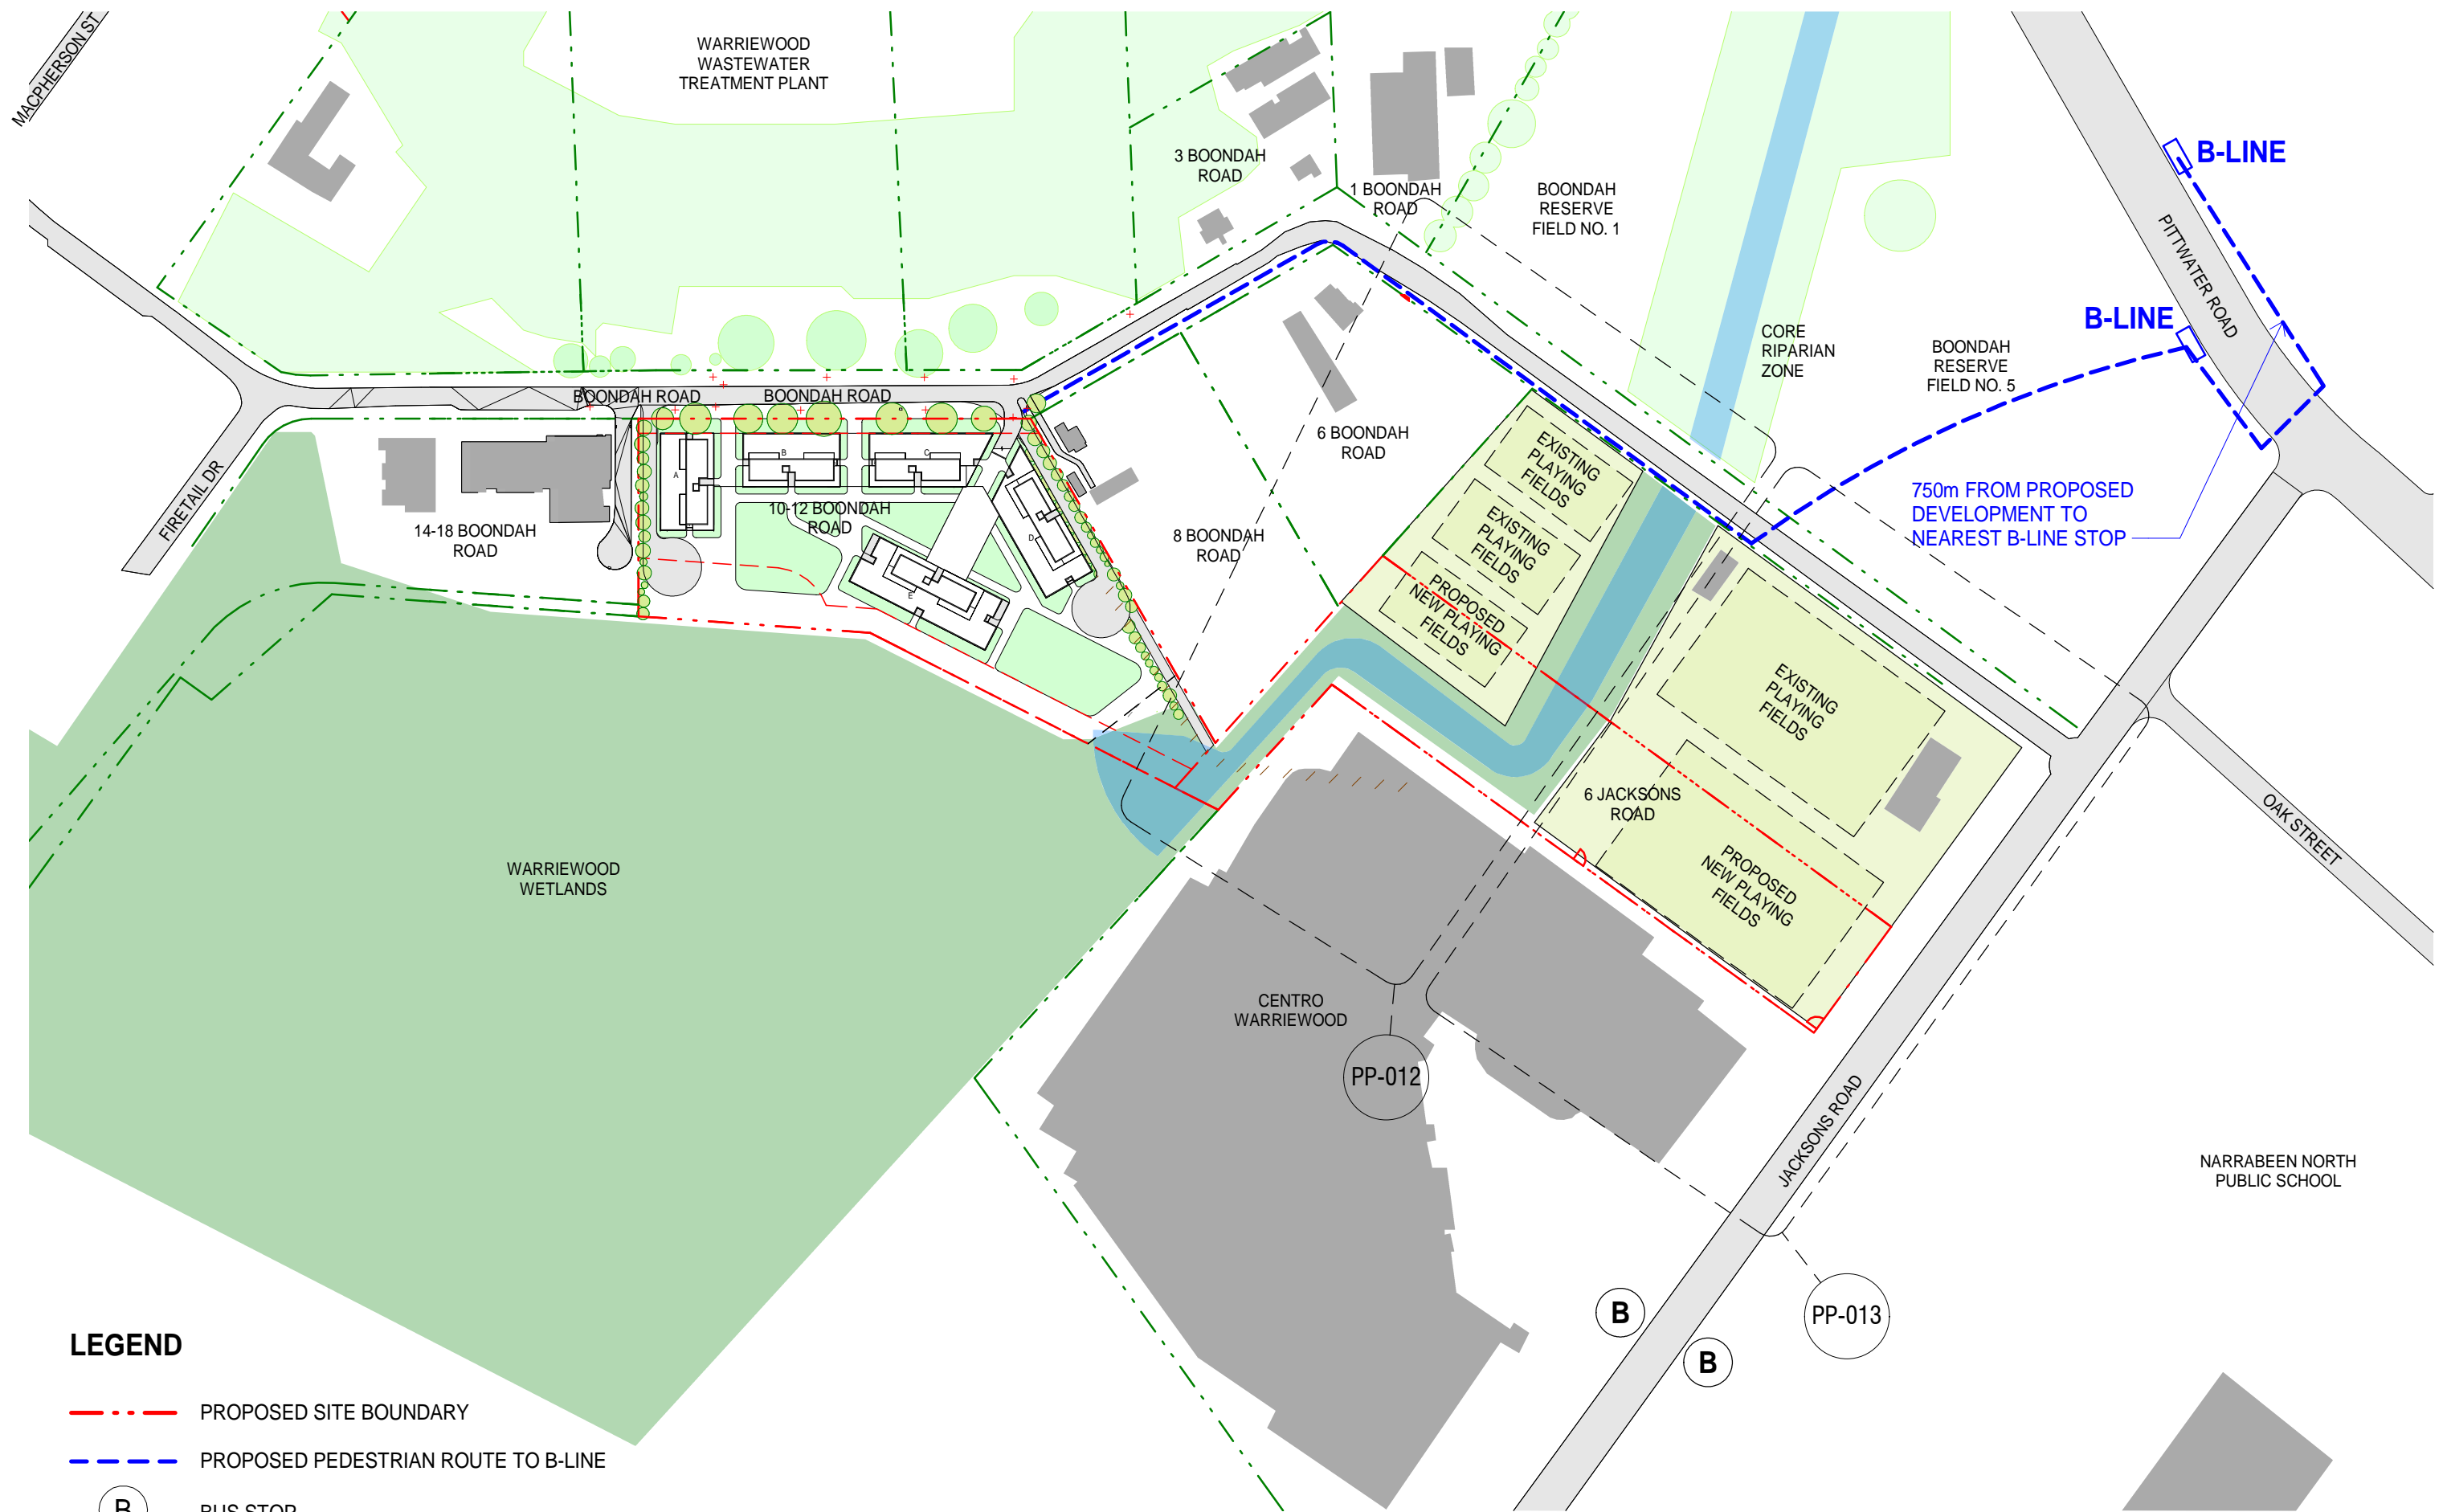 MACPHERSON ST
WARRIEWOOD
WASTEWATER
TREATMENT PLANT
3 BOONDAH
ROAD
1 BOONDAH
ROAD
BOONDAH
RESERVE
FIELD NO. 1
B-LINE
PITTWATER ROAD
B-LINE
CORE
RIPARIAN
ZONE
BOONDAH
RESERVE
FIELD NO. 5
BOONDAH ROAD
BOONDAH ROAD
FIRETAIL DR
14-18 BOONDAH
ROAD
A
B
C
D
E
10-12 BOONDAH
ROAD
6 BOONDAH
ROAD
8 BOONDAH
ROAD
EXISTING
PLAYING
FIELDS
EXISTING
PLAYING
FIELDS
PROPOSED
NEW PLAYING
FIELDS
750m FROM PROPOSED
DEVELOPMENT TO
NEAREST B-LINE STOP
EXISTING
PLAYING
FIELDS
6 JACKSONS
ROAD
PROPOSED
NEW PLAYING
FIELDS
OAK STREET
WARRIEWOOD
WETLANDS
CENTRO
WARRIEWOOD
PP-012
JACKSONS ROAD
NARRABEEN NORTH
PUBLIC SCHOOL
B
B
PP-013
LEGEND
PROPOSED SITE BOUNDARY
PROPOSED PEDESTRIAN ROUTE TO B-LINE
B
BUS STOP